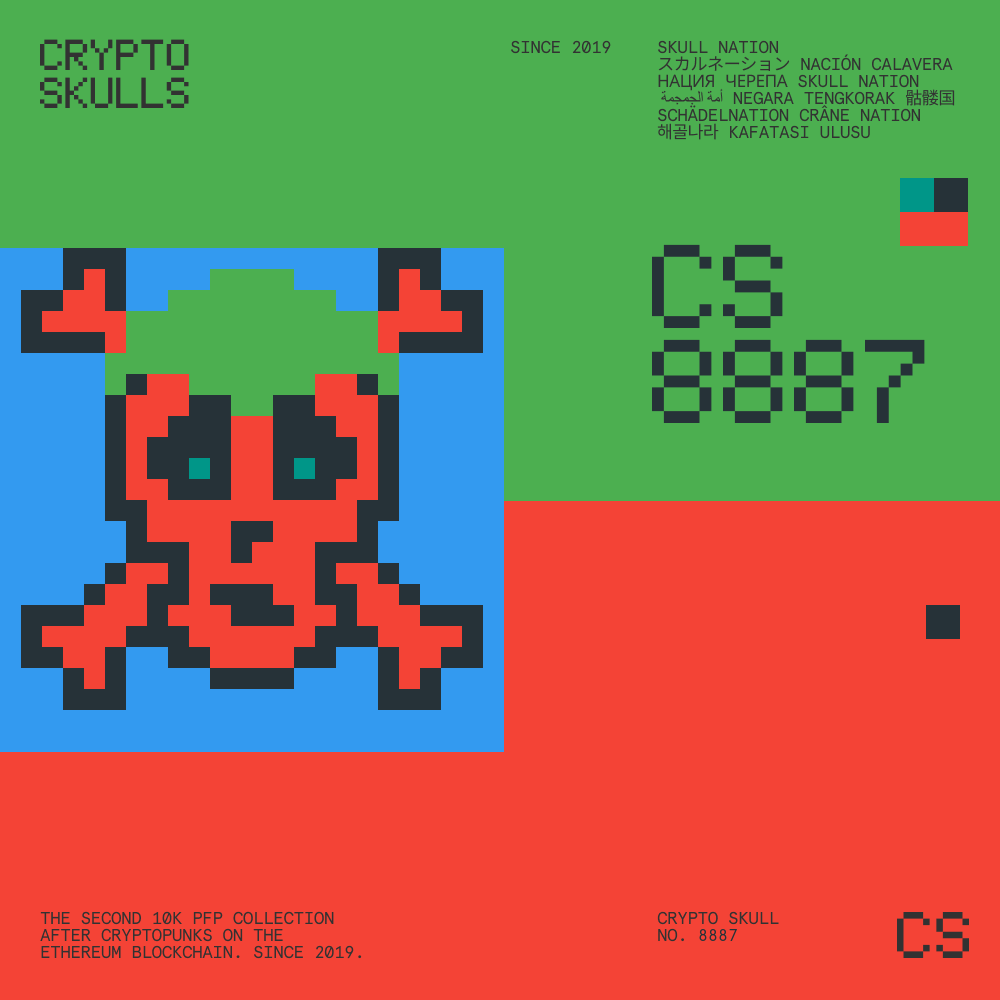 CRYPTO
SKULLS
SINCE 2019
SKULL NATION
スカルネーション NACIÓN CALAVERA
НАЦИЯ ЧЕРЕПА SKULL NATION
أمة الجمجمة NEGARA TENGKORAK 骷髅国
SCHÄDELNATION CRÂNE NATION
해골나라 KAFATASI ULUSU
CS
8887
THE SECOND 10K PFP COLLECTION
AFTER CRYPTOPUNKS ON THE
ETHEREUM BLOCKCHAIN. SINCE 2019.
CRYPTO SKULL
NO. 8887
CS